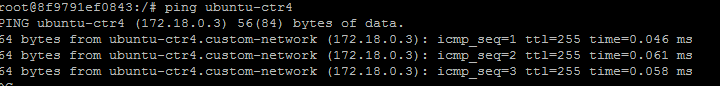 root@8f9791ef0843:/# ping ubuntu-ctr4
PING ubuntu-ctr4 (172.18.0.3) 56(84) bytes of data.
64 bytes from ubuntu-ctr4.custom-network (172.18.0.3): icmp_seq=1 ttl=255 time=0.046 ms
64 bytes from ubuntu-ctr4.custom-network (172.18.0.3): icmp_seq=2 ttl=255 time=0.061 ms
64 bytes from ubuntu-ctr4.custom-network (172.18.0.3): icmp_seq=3 ttl=255 time=0.058 ms